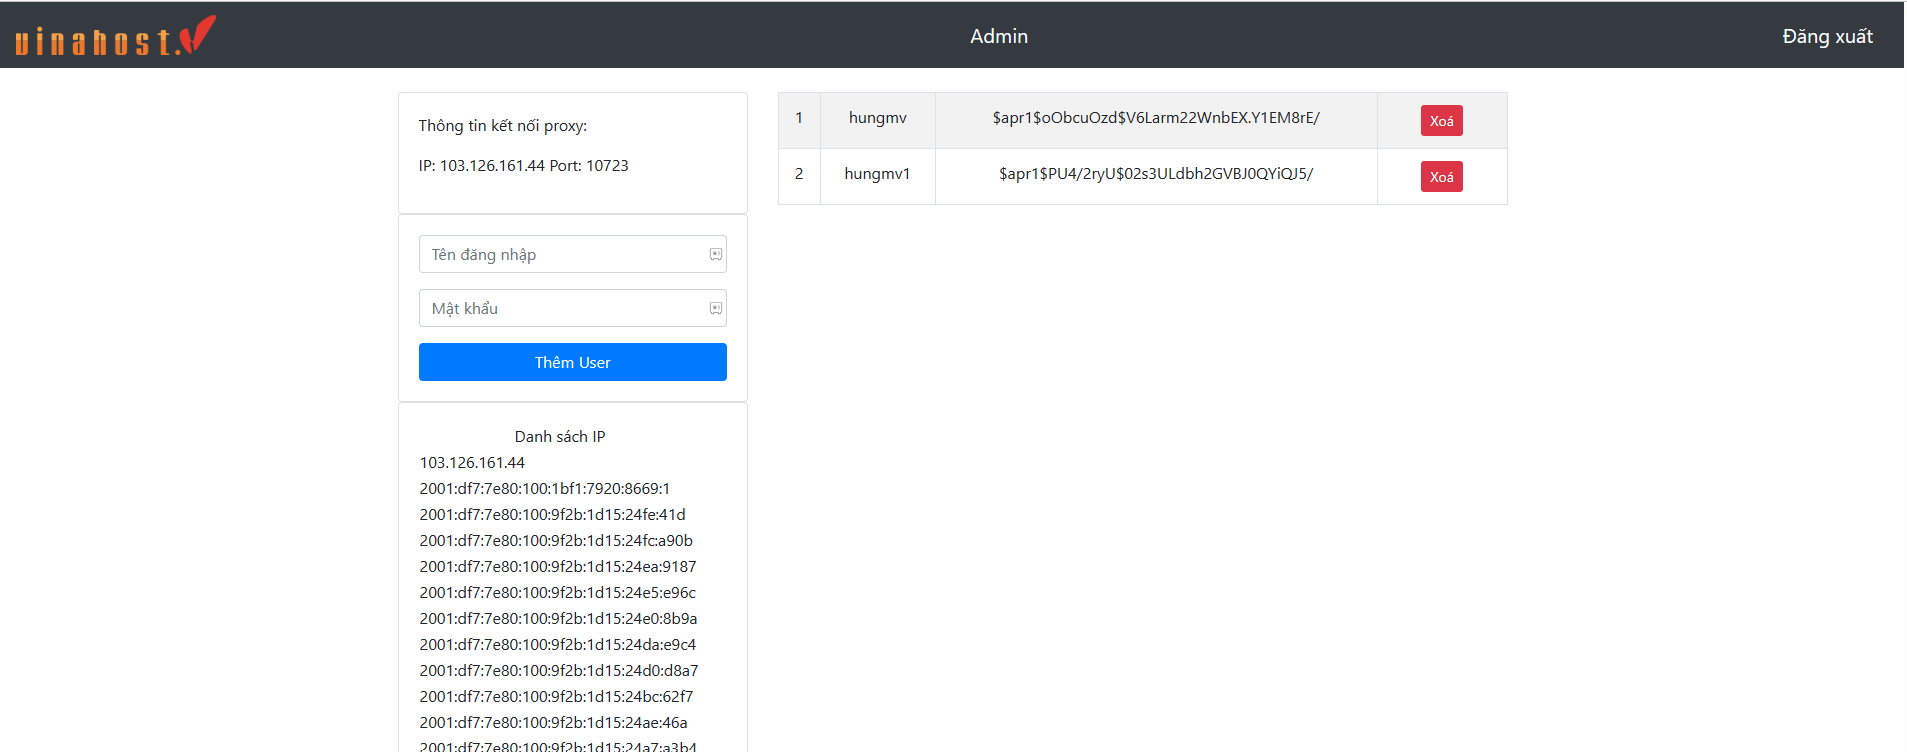 vinahost.
Admin
Đăng xuất
Thông tin kết nối proxy:
IP: 103.126.161.44 Port: 10723
Tên đăng nhập
Mật khẩu
Thêm User
Danh sách IP
103.126.161.44
2001:df7:7e80:100:1bf1:7920:8669:1
2001:df7:7e80:100:9f2b:1d15:24fe:41d
2001:df7:7e80:100:9f2b:1d15:24fc:a90b
2001:df7:7e80:100:9f2b:1d15:24ea:9187
2001:df7:7e80:100:9f2b:1d15:24e5:e96c
2001:df7:7e80:100:9f2b:1d15:24e0:8b9a
2001:df7:7e80:100:9f2b:1d15:24da:e9c4
2001:df7:7e80:100:9f2b:1d15:24d0:d8a7
2001:df7:7e80:100:9f2b:1d15:24bc:62f7
2001:df7:7e80:100:9f2b:1d15:24ae:46a
2001:df7:7e80:100:9f2b:1d15:24a7:a3b4
1 hungmv $apr1$oObcuOzd$V6Larm22WnbEX.Y1EM8rE/ Xoá
2 hungmv1 $apr1$PU4/2ryU$02s3ULdbh2GVBJ0QYiQJ5/ Xoá